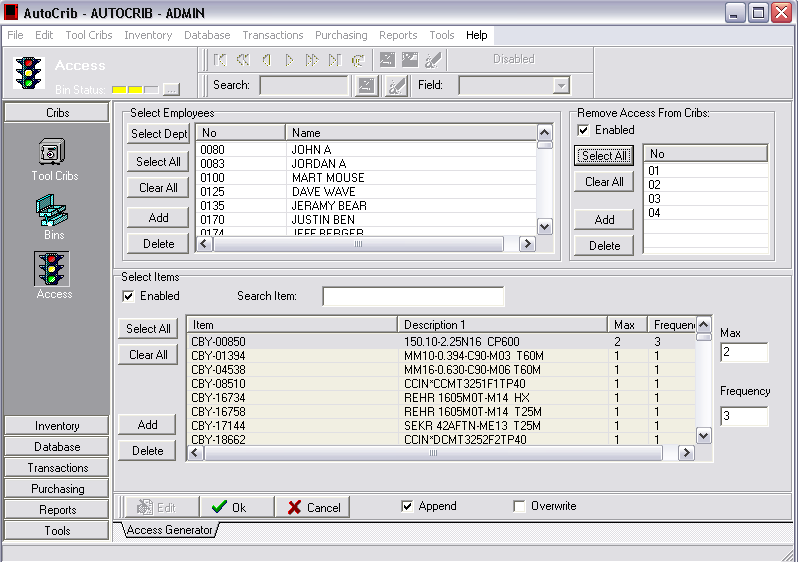 AutoCrib - AUTOCRIB - ADMIN
File Edit Tool Cribs Inventory Database Transactions Purchasing Reports Tools Help
Access
Bin Status: ...
Disabled
Search: Field:
Cribs
Tool Cribs
Bins
Access
Inventory
Database
Transactions
Purchasing
Reports
Tools
Select Employees
Select Dept
Select All
Clear All
Add
Delete
No Name
0080 JOHN A
0083 JORDAN A
0100 MART MOUSE
0125 DAVE WAVE
0135 JERAMY BEAR
0170 JUSTIN BEN
0174 JEFF BERGER
Remove Access From Cribs:
Enabled
Select All
Clear All
Add
Delete
No
01
02
03
04
Select Items
Enabled
Search Item:
Select All
Clear All
Add
Delete
Item Description 1 Max Frequen
CBY-00850 150.10-2.25N16 CP600 2 3
CBY-01394 MM10-0.394-C90-M03 T60M 1 1
CBY-04538 MM16-0.630-C90-M06 T60M 1 1
CBY-08510 CCIN*CCMT3251F1TP40 1 1
CBY-16734 REHR 1605M0T-M14 HX 1 1
CBY-16758 REHR 1605M0T-M14 T25M 1 1
CBY-17144 SEKR 42AFTN-ME13 T25M 1 1
CBY-18662 CCIN*DCMT3252F2TP40 1 1
Max
2
Frequency
3
Edit Ok Cancel Append Overwrite
Access Generator